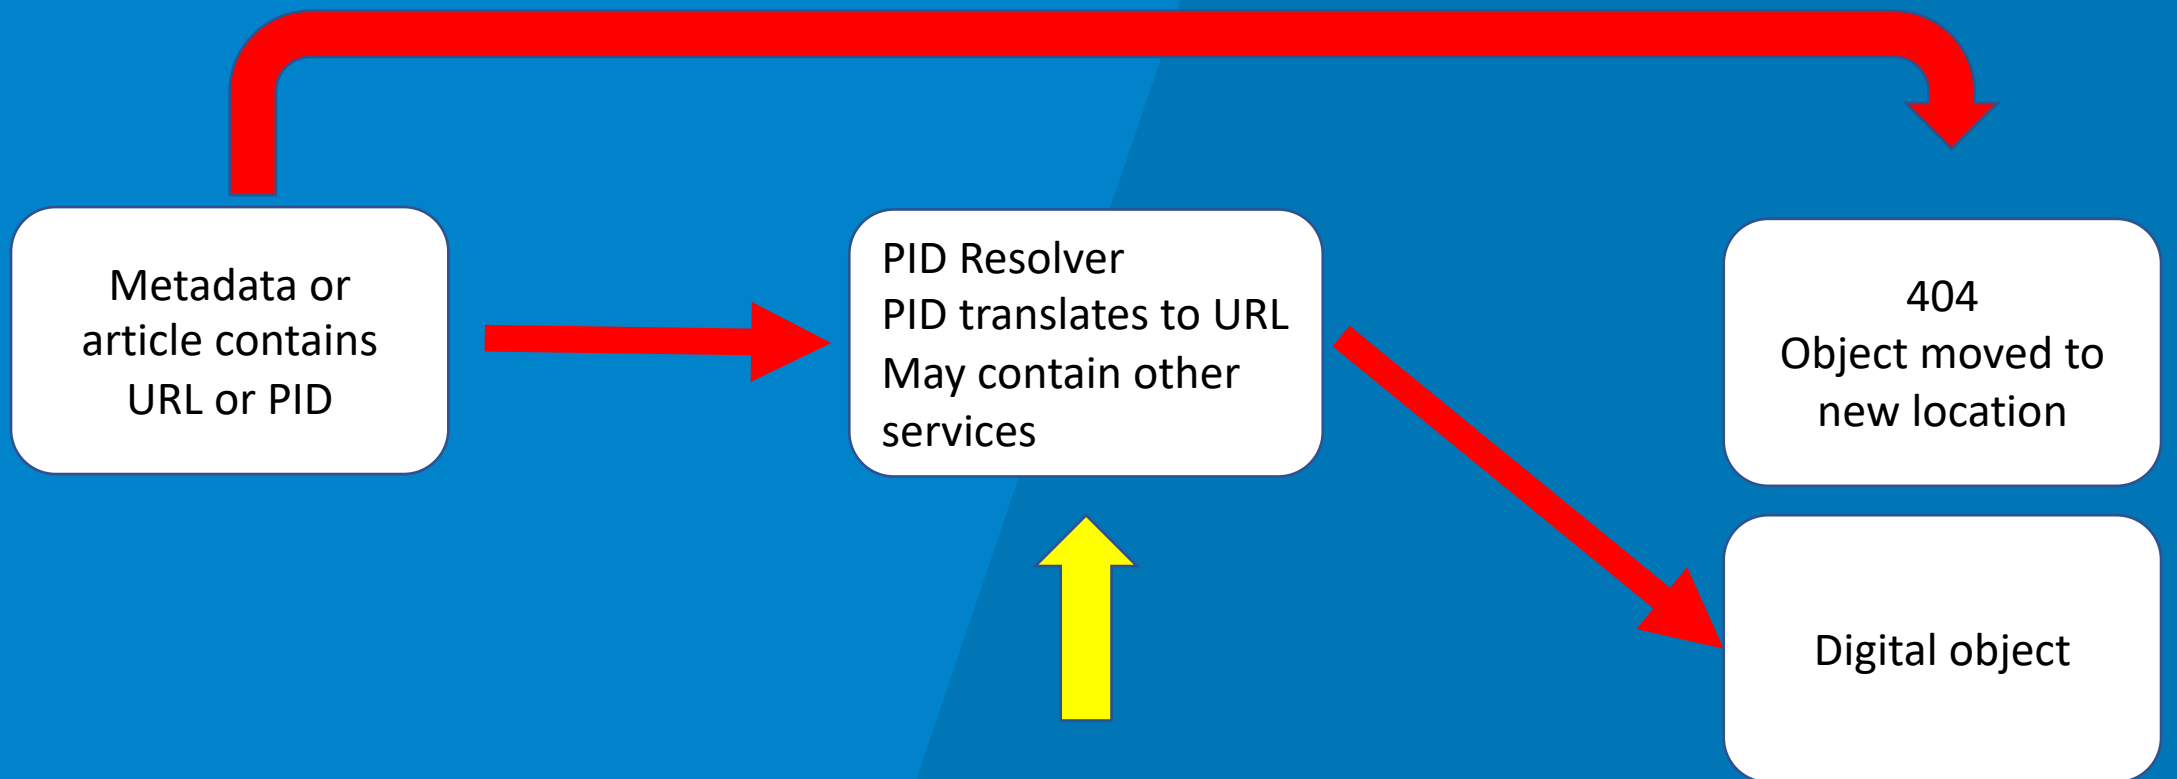 Metadata or
article contains
URL or PID
PID Resolver
PID translates to URL
May contain other
services
404
Object moved to
new location
Digital object